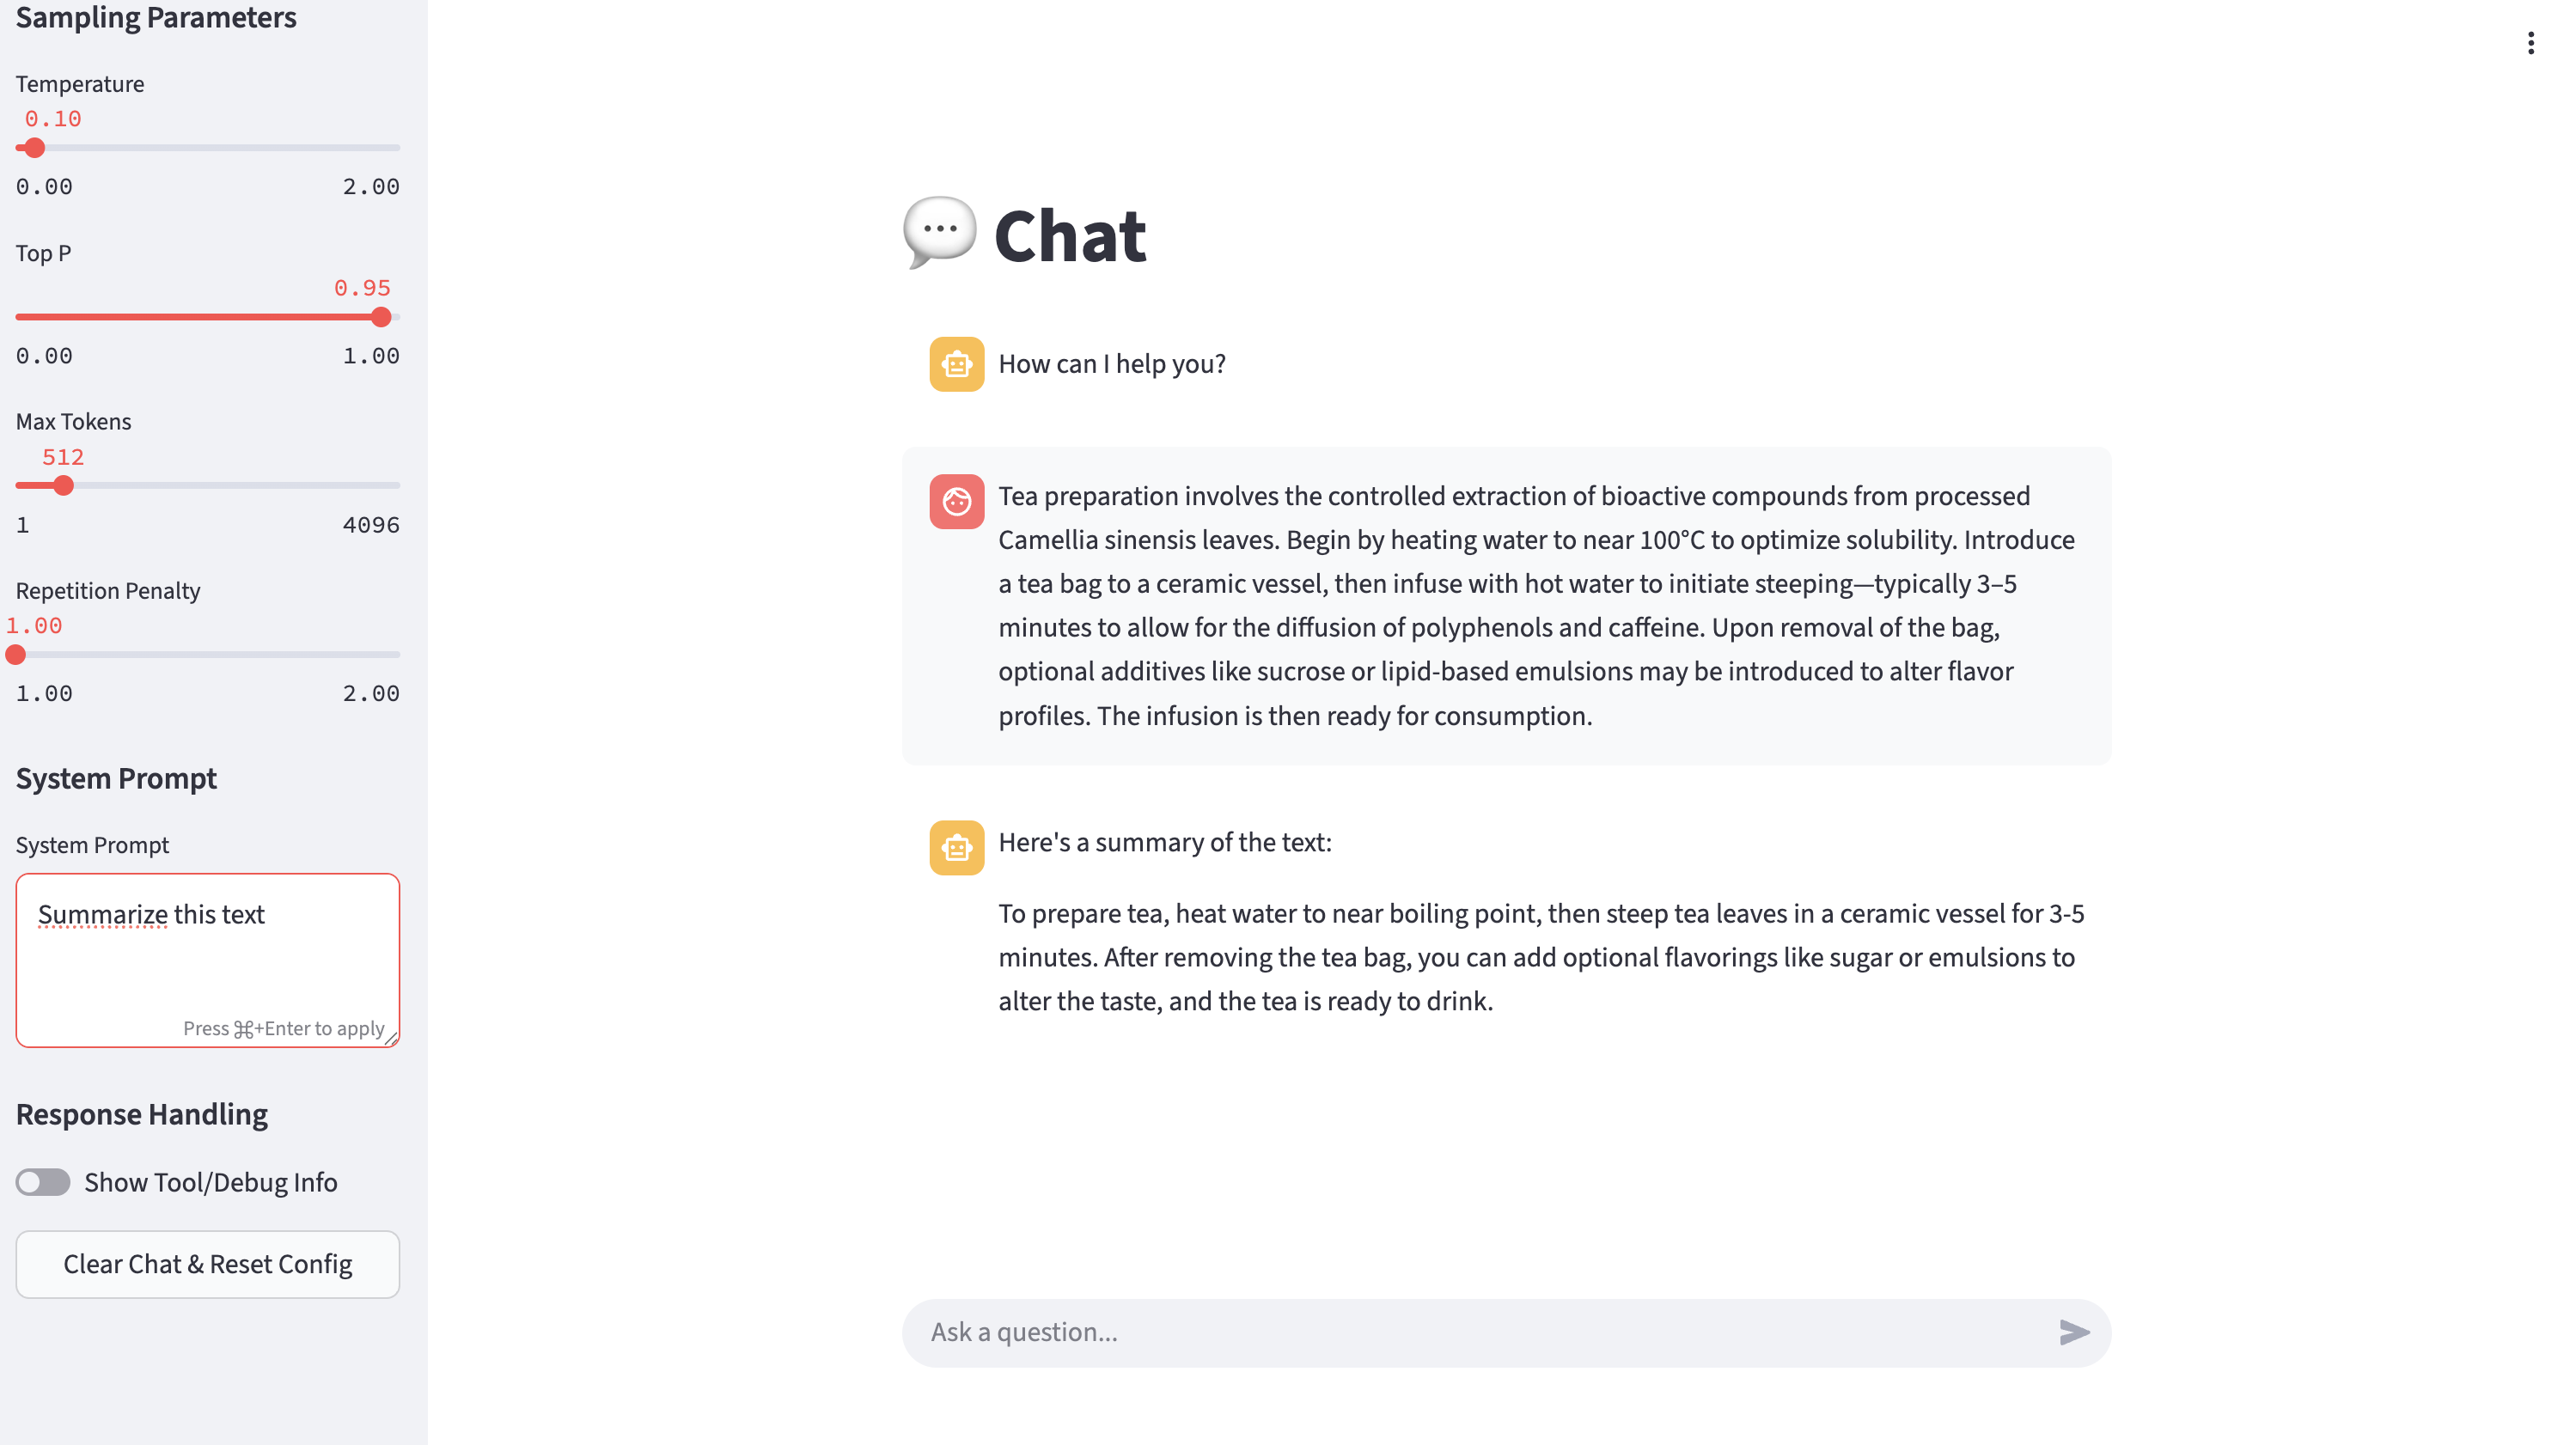 Sampling Parameters
Temperature
0.10
0.00 2.00
Top P
0.95
0.00 1.00
Max Tokens
512
1 4096
Repetition Penalty
1.00
1.00 2.00
System Prompt
System Prompt
Summarize this text
Press ⌘+Enter to apply
Response Handling
Show Tool/Debug Info
Clear Chat & Reset Config
Chat
How can I help you?
Tea preparation involves the controlled extraction of bioactive compounds from processed
Camellia sinensis leaves. Begin by heating water to near 100°C to optimize solubility. Introduce
a tea bag to a ceramic vessel, then infuse with hot water to initiate steeping—typically 3–5
minutes to allow for the diffusion of polyphenols and caffeine. Upon removal of the bag,
optional additives like sucrose or lipid-based emulsions may be introduced to alter flavor
profiles. The infusion is then ready for consumption.
Here's a summary of the text:
To prepare tea, heat water to near boiling point, then steep tea leaves in a ceramic vessel for 3-5
minutes. After removing the tea bag, you can add optional flavorings like sugar or emulsions to
alter the taste, and the tea is ready to drink.
Ask a question...